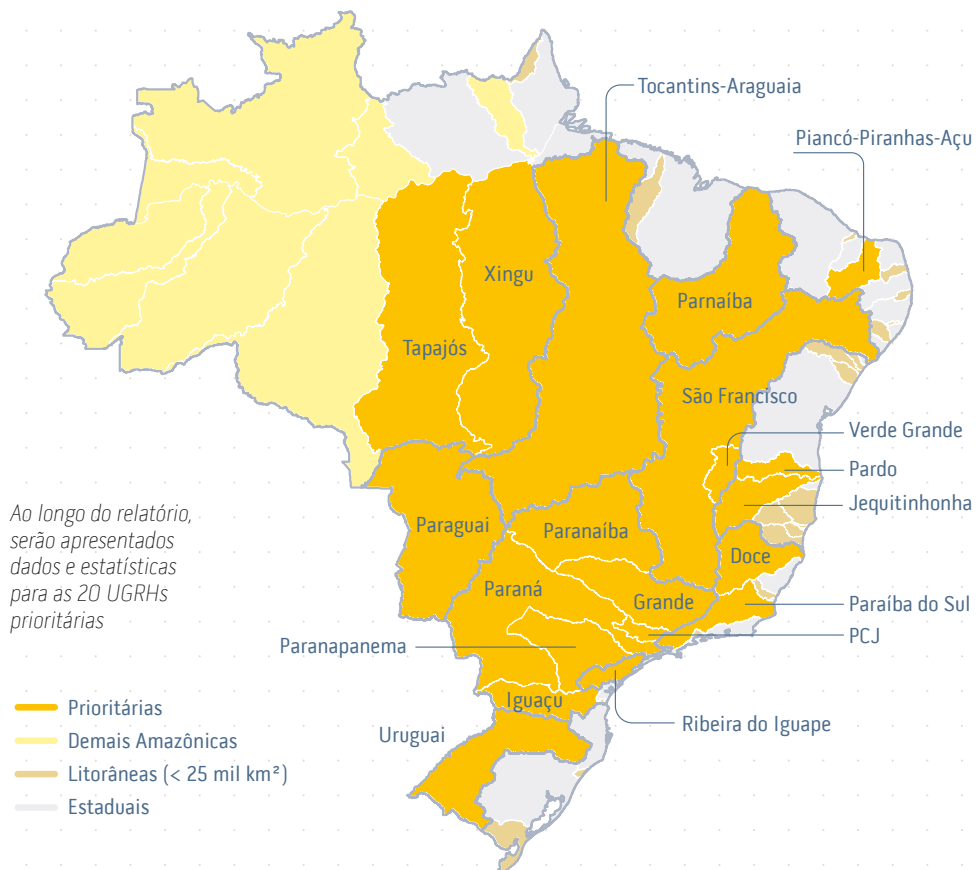 Tocantins-Araguaia
Piancó-Piranhas-Açu
Xingu
Parnaíba
Tapajós
São Francisco
Verde Grande
Pardo
Jequitinhonha
Ao longo do relatório,
serão apresentados
dados e estatísticas
para as 20 UGRHs
prioritárias
Paraguai
Paranaíba
Doce
Paraná
Grande
Paraíba do Sul
PCJ
Paranapanema
Iguaçu
Ribeira do Iguape
Uruguai
Prioritárias
Demais Amazônicas
Litorâneas (< 25 mil km²)
Estaduais